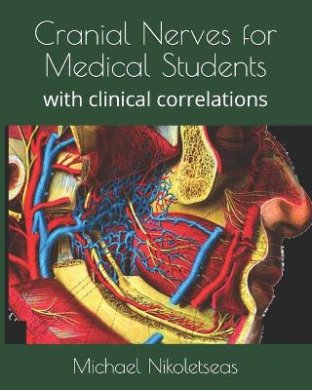 Cranial Nerves for
Medical Students
with clinical correlations
Michael Nikoletseas